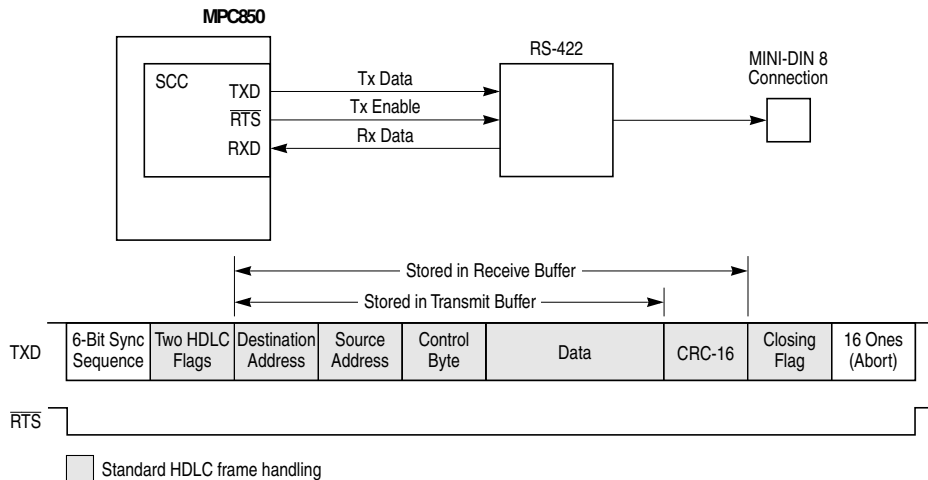 MPC850
RS-422
MINI-DIN 8
Connection
SCC
TXD
RTS
RXD
Tx Data
Tx Enable
Rx Data
Stored in Receive Buffer
Stored in Transmit Buffer
TXD
6-Bit Sync
Sequence
Two HDLC
Flags
Destination
Address
Source
Address
Control
Byte
Data
CRC-16
Closing
Flag
16 Ones
(Abort)
RTS
Standard HDLC frame handling